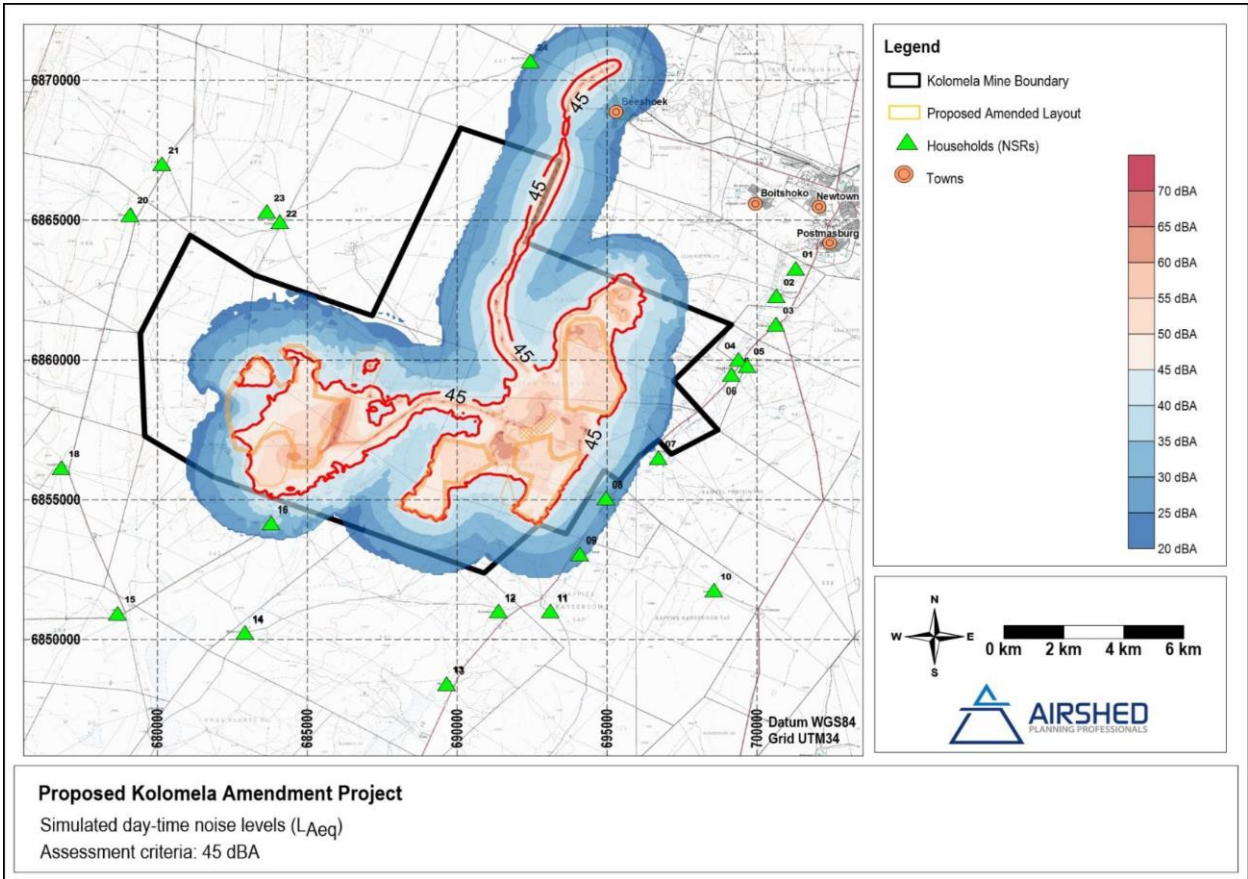 24
6870000
45
Beeshoek
21
45
20
23
22
6865000
Boitshoko
Newtown
Postmasburg
01
02
03
6860000
45
04
05
06
45
45
07
18
6855000
08
16
09
10
15
14
12
11
6850000
13
680000
685000
690000
695000
700000
Datum WGS84
Grid UTM34
Legend
Kolomela Mine Boundary
Proposed Amended Layout
Households (NSRs)
Towns
70 dBA
65 dBA
60 dBA
55 dBA
50 dBA
45 dBA
40 dBA
35 dBA
30 dBA
25 dBA
20 dBA
N
W E
S
0 km 2 km 4 km 6 km
AIRSHED
PLANNING PROFESSIONALS
Proposed Kolomela Amendment Project
Simulated day-time noise levels (LAeq)
Assessment criteria: 45 dBA